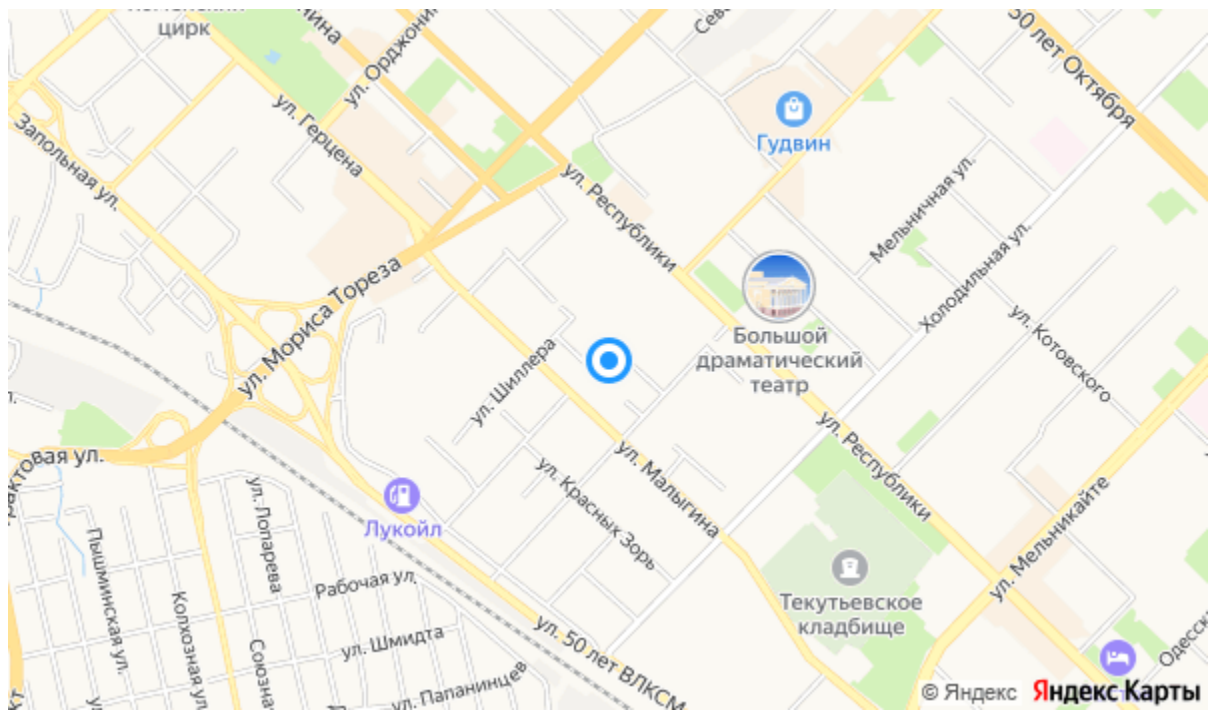 цирк
ул. Орджони
50 лет Октября
Запольная ул.
ул. Герцена
Гудвин
ул. Республики
Мельничная ул.
Холодильная ул.
ул. Мориса Тореза
Большой
драматический
театр
ул. Котовского
ул. Шиллера
ул. Малыгина
ул. Республики
ул. Красных Зорь
ул. Мельникайте
ул. Лопарева
Лукойл
Пышминская ул.
Рабочая ул.
Колхозная ул.
Союзна
ул. Шмидта
ул. Папанинцев
ул. 50 лет ВЛКСМ
Текутьевское
кладбище
Одесск
© Яндекс Яндекс Карты